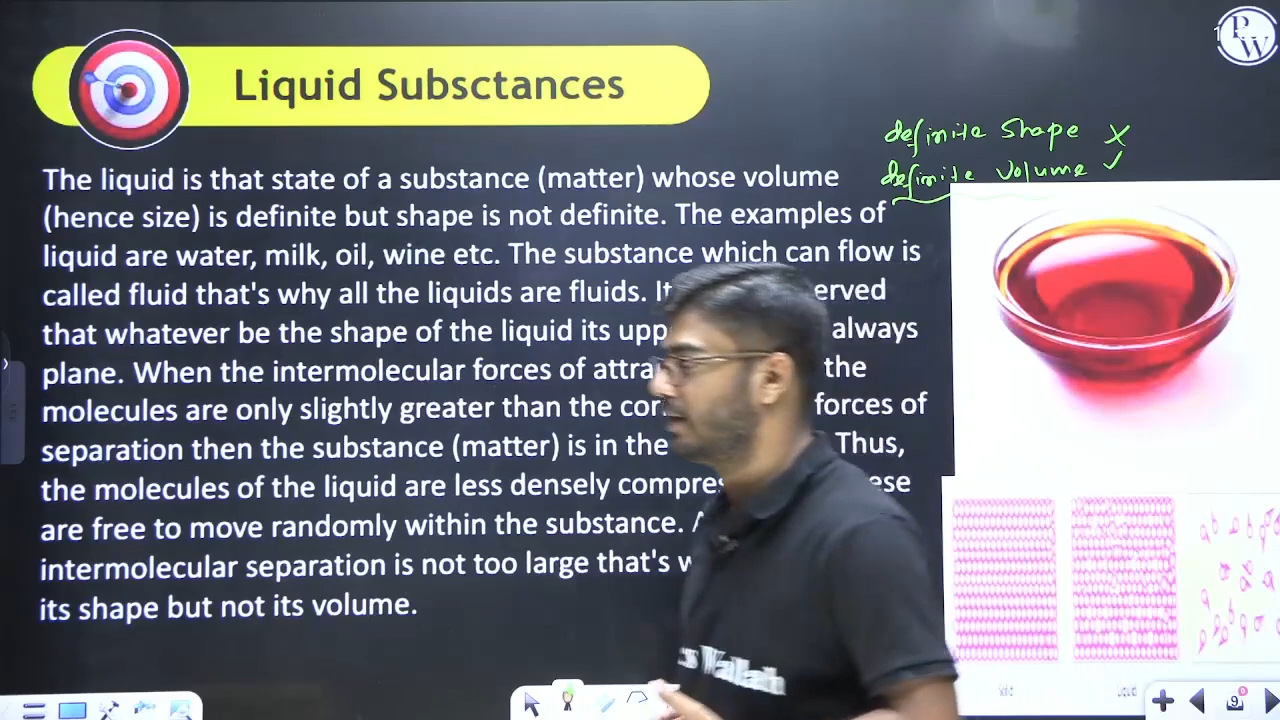 P
W
Liquid Subsctances
definite Shape
definite volume
The liquid is that state of a substance (matter) whose volume
(hence size) is definite but shape is not definite. The examples of
liquid are water, milk, oil, wine etc. The substance which can flow is
called fluid that's why all the liquids are fluids. It erved
that whatever be the shape of the liquid its upp always
plane. When the intermolecular forces of attra the
molecules are only slightly greater than the cor forces of
separation then the substance (matter) is in the Thus,
the molecules of the liquid are less densely compres ese
are free to move randomly within the substance. A
intermolecular separation is not too large that's w
its shape but not its volume.
Wallah
Solid Liquid
9